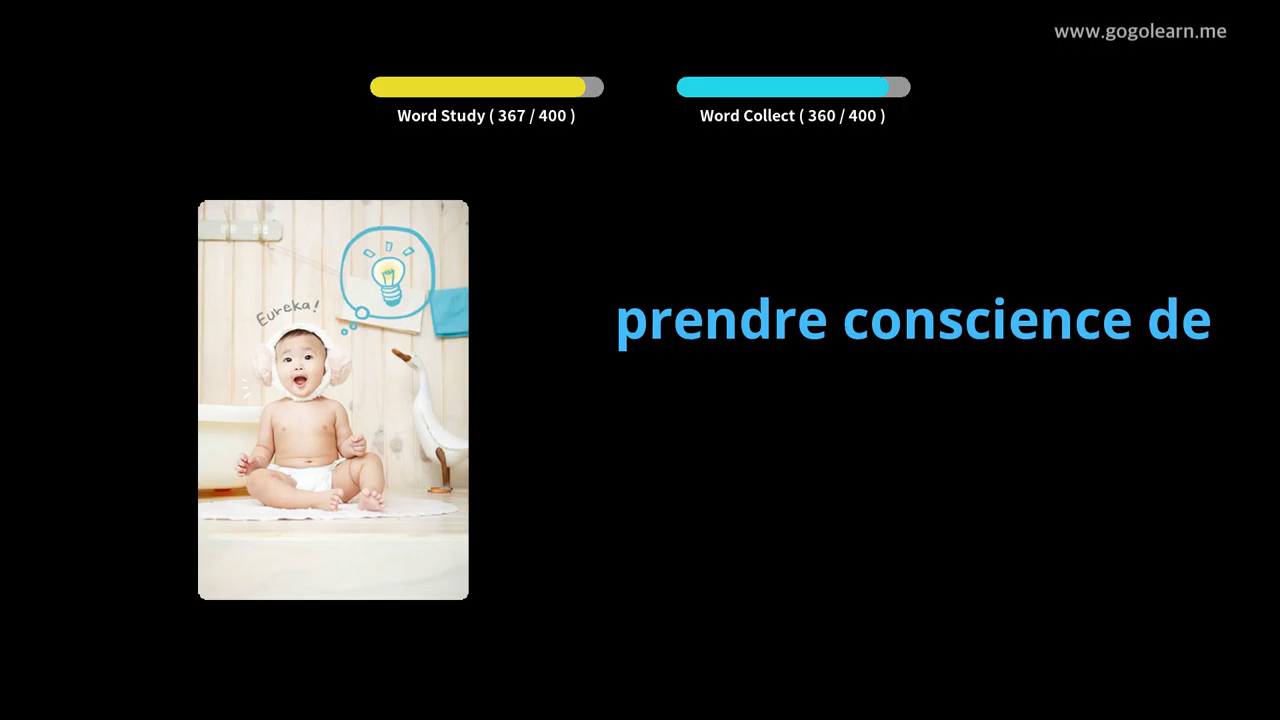 www.gogolearn.me
Word Study ( 367 / 400 )
Word Collect ( 360 / 400 )
Eureka!
prendre conscience de